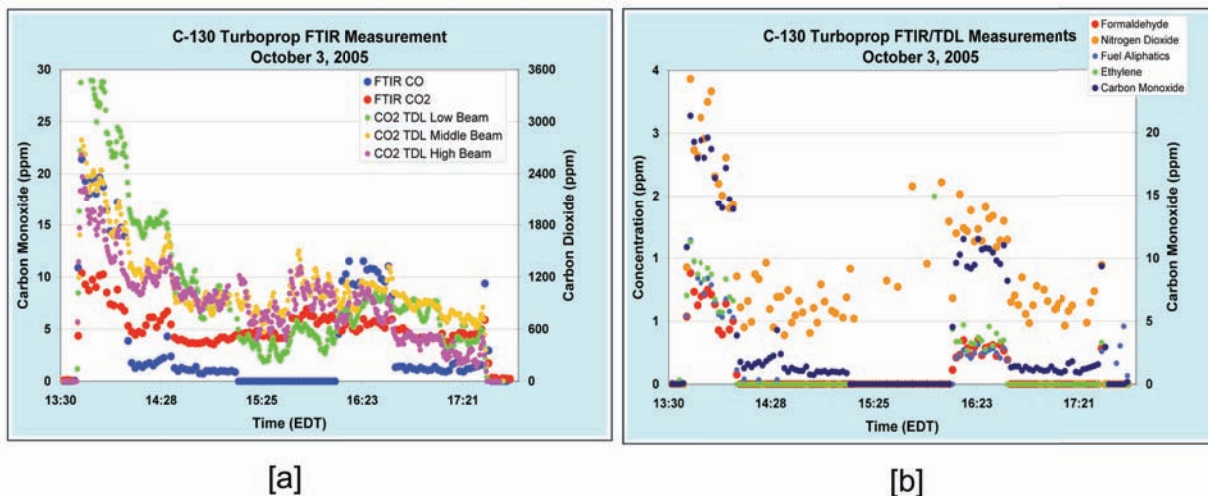 C-130 Turboprop FTIR Measurement
October 3, 2005
FTIR CO
FTIR CO2
CO2 TDL Low Beam
CO2 TDL Middle Beam
CO2 TDL High Beam
Carbon Monoxide (ppm)
30
25
20
15
10
5
0
3600
3000
2400
1800
1200
600
0
Carbon Dioxide (ppm)
13:30 14:28 15:25 16:23 17:21
Time (EDT)
[a]
C-130 Turboprop FTIR/TDL Measurements
October 3, 2005
Formaldehyde
Nitrogen Dioxide
Fuel Aliphatics
Ethylene
Carbon Monoxide
Concentration (ppm)
4
3
3
2
2
1
1
0
20
15
10
5
0
Carbon Monoxide (ppm)
13:30 14:28 15:25 16:23 17:21
Time (EDT)
[b]